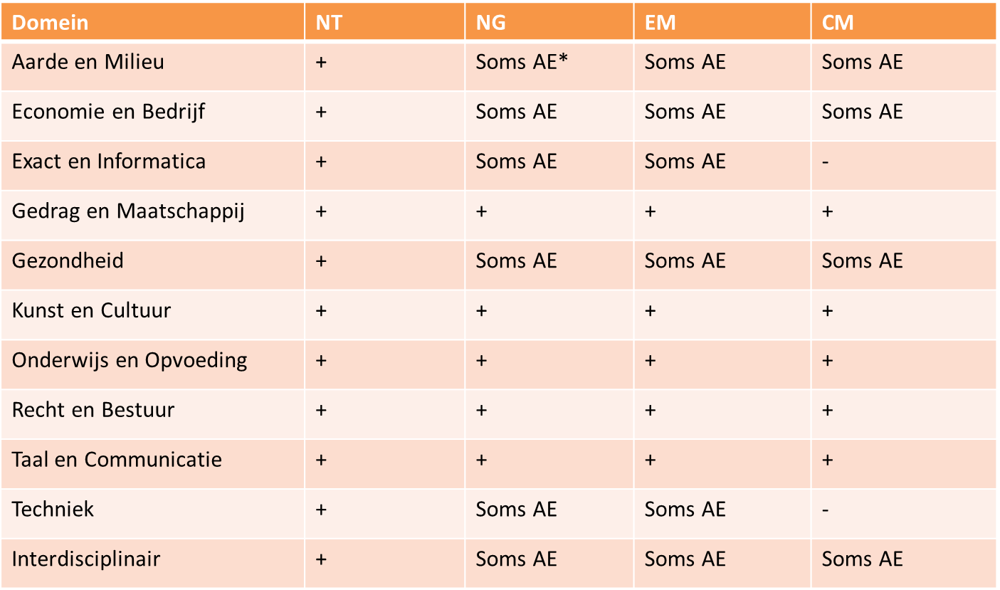 Domein NT NG EM CM
Aarde en Milieu + Soms AE* Soms AE Soms AE
Economie en Bedrijf + Soms AE Soms AE Soms AE
Exact en Informatica + Soms AE Soms AE -
Gedrag en Maatschappij + + + +
Gezondheid + Soms AE Soms AE Soms AE
Kunst en Cultuur + + + +
Onderwijs en Opvoeding + + + +
Recht en Bestuur + + + +
Taal en Communicatie + + + +
Techniek + Soms AE Soms AE -
Interdisciplinair + Soms AE Soms AE Soms AE